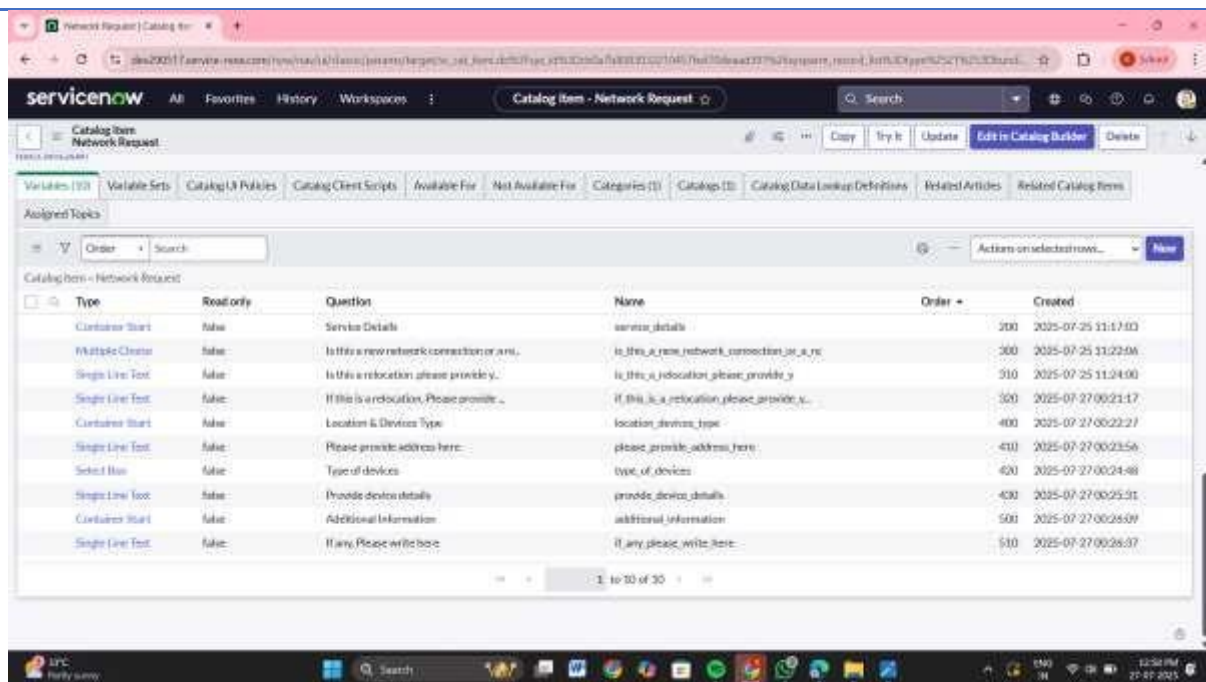 Network Request | Catalog Ite
servicenow All Favorites History Workspaces Catalog Item - Network Request Search
Catalog Item
Network Request
Copy Try It Update Edit in Catalog Builder Delete
Variables (10) Variable Sets Catalog UI Policies Catalog Client Scripts Available For Not Available For Categories (1) Catalogs (1) Catalog Data Lookup Definitions Related Articles Related Catalog Items
Assigned Topics
Order Search Actions on selected rows... New
Catalog Item = Network Request
Type Read only Question Name Order Created
Container Start false Service Details service_details 200 2025-07-25 11:17:03
Multiple Choice false Is this a new network connection or a re... is_this_a_new_network_connection_or_a_re 300 2025-07-25 11:22:06
Single Line Text false Is this a relocation please provide y... is_this_a_relocation_please_provide_y 310 2025-07-25 11:24:00
Single Line Text false If this is a relocation, Please provide ... if_this_is_a_relocation_please_provide_y... 320 2025-07-27 00:21:17
Container Start false Location & Devices Type location_devices_type 400 2025-07-27 00:22:27
Single Line Text false Please provide address here: please_provide_address_here 410 2025-07-27 00:23:56
Select Box false Type of devices type_of_devices 420 2025-07-27 00:24:48
Single Line Text false Provide device details provide_device_details 430 2025-07-27 00:25:31
Container Start false Additional Information additional_information 500 2025-07-27 00:26:09
Single Line Text false If any, Please write here if_any_please_write_here 510 2025-07-27 00:26:37
1 to 10 of 10
Search
ENG
IN
12:50 PM
27-07-2025